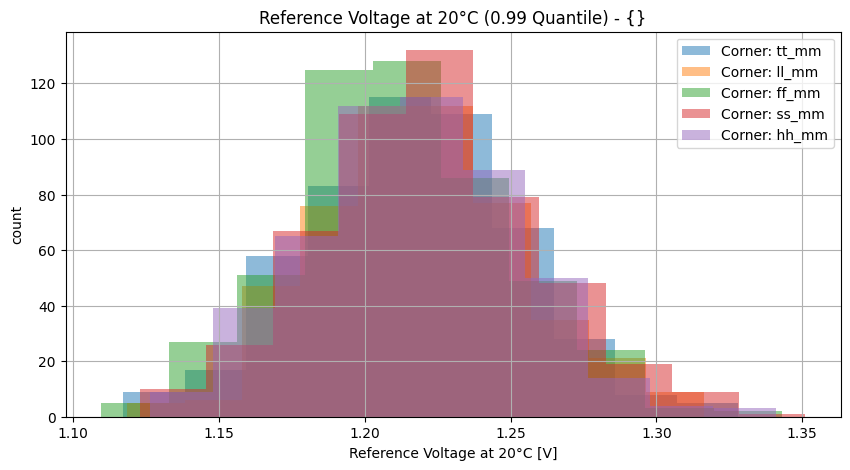 Reference Voltage at 20°C (0.99 Quantile) - {}
Corner: tt_mm
Corner: ll_mm
Corner: ff_mm
Corner: ss_mm
Corner: hh_mm
count
120
100
80
60
40
20
0
1.10 1.15 1.20 1.25 1.30 1.35
Reference Voltage at 20°C [V]